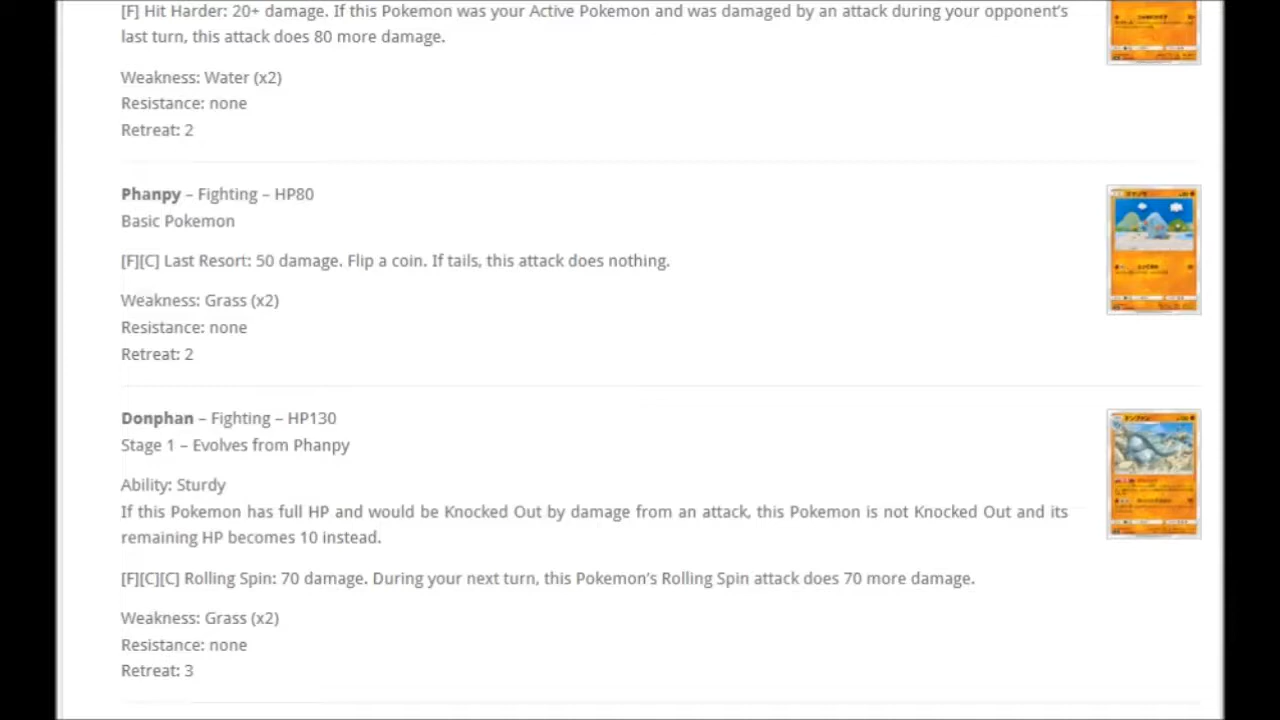 [F] Hit Harder: 20+ damage. If this Pokemon was your Active Pokemon and was damaged by an attack during your opponent's
last turn, this attack does 80 more damage.
Weakness: Water (x2)
Resistance: none
Retreat: 2
Phanpy – Fighting – HP80
Basic Pokemon
[F][C] Last Resort: 50 damage. Flip a coin. If tails, this attack does nothing.
Weakness: Grass (x2)
Resistance: none
Retreat: 2
Donphan – Fighting – HP130
Stage 1 – Evolves from Phanpy
Ability: Sturdy
If this Pokemon has full HP and would be Knocked Out by damage from an attack, this Pokemon is not Knocked Out and its
remaining HP becomes 10 instead.
[F][C][C] Rolling Spin: 70 damage. During your next turn, this Pokemon's Rolling Spin attack does 70 more damage.
Weakness: Grass (x2)
Resistance: none
Retreat: 3